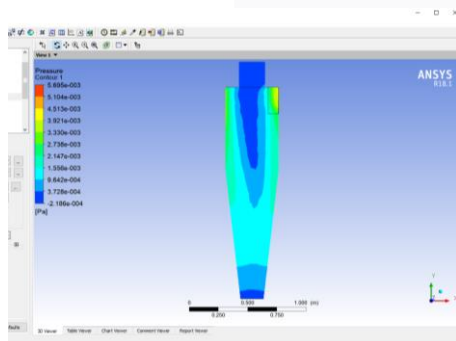 View 1
ANSYS
R18.1
Pressure
Contour 1
5.695e-003
5.104e-003
4.513e-003
3.921e-003
3.330e-003
2.738e-003
2.147e-003
1.556e-003
9.642e-004
3.728e-004
-2.186e-004
[Pa]
0
0.500
1.000 (m)
0.250
0.750
3D Viewer
Table Viewer
Chart Viewer
Comment Viewer
Report Viewer